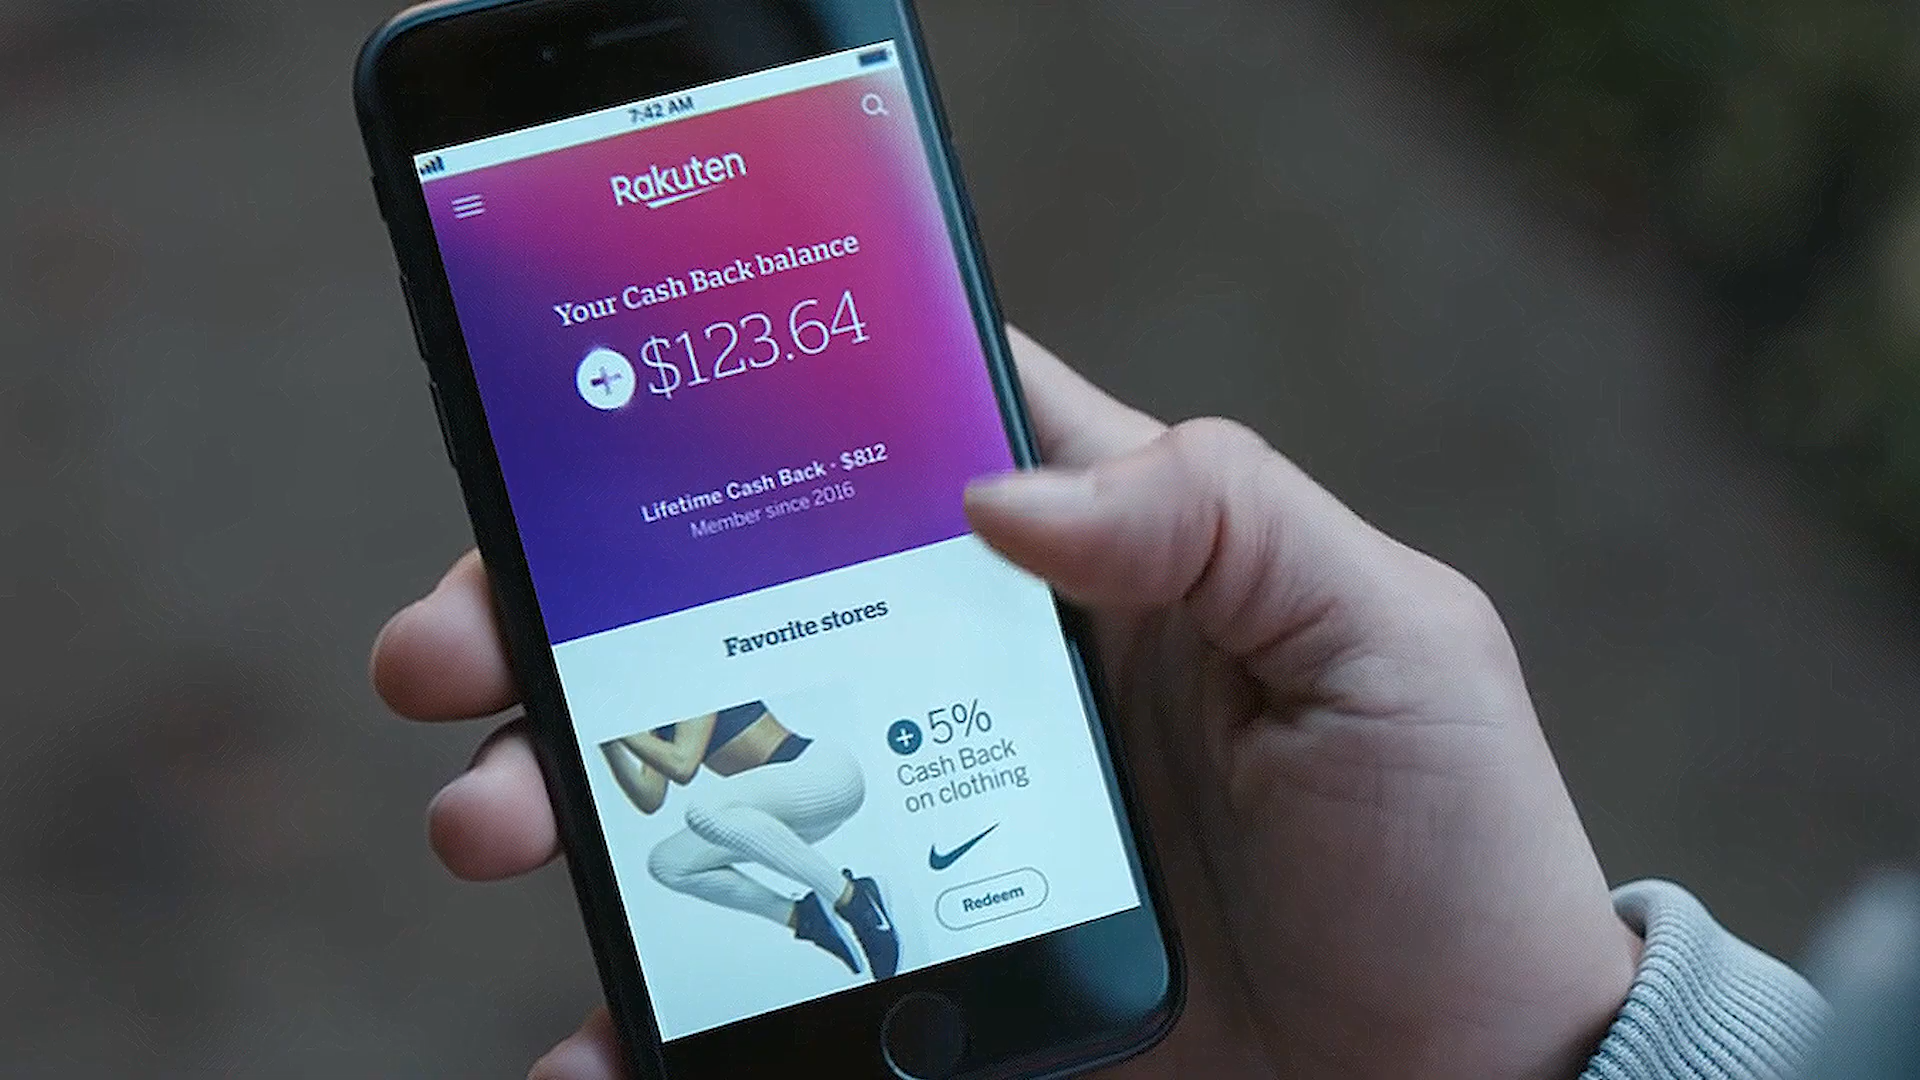 7:42 AM
Rakuten
Your Cash Back balance
$123.64
Lifetime Cash Back · $812
Member since 2016
Favorite stores
5%
Cash Back
on clothing
Redeem